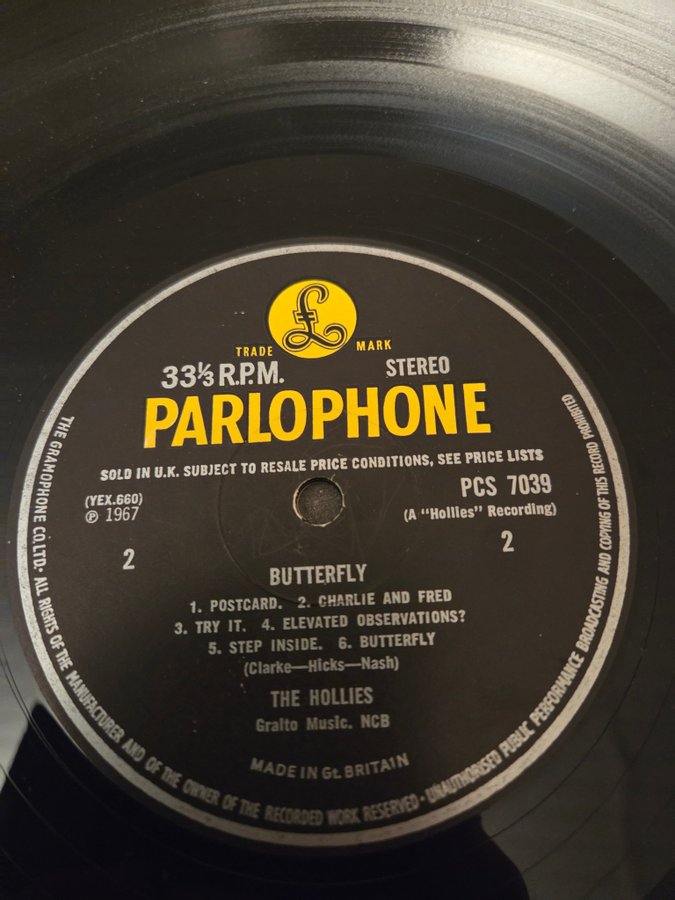 £
TRADE MARK
33⅓ R.P.M. STEREO
PARLOPHONE
SOLD IN U.K. SUBJECT TO RESALE PRICE CONDITIONS, SEE PRICE LISTS
(YEX.660) PCS 7039
℗ 1967 (A "Hollies" Recording)
2 2
BUTTERFLY
1. POSTCARD. 2. CHARLIE AND FRED
3. TRY IT. 4. ELEVATED OBSERVATIONS?
5. STEP INSIDE. 6. BUTTERFLY
(Clarke—Hicks—Nash)
THE HOLLIES
Gralto Music. NCB
MADE IN Gt. BRITAIN
THE GRAMOPHONE CO. LTD. ALL RIGHTS OF THE MANUFACTURER AND OF THE OWNER OF THE RECORDED WORK RESERVED • UNAUTHORISED PUBLIC PERFORMANCE BROADCASTING AND COPYING OF THIS RECORD PROHIBITED